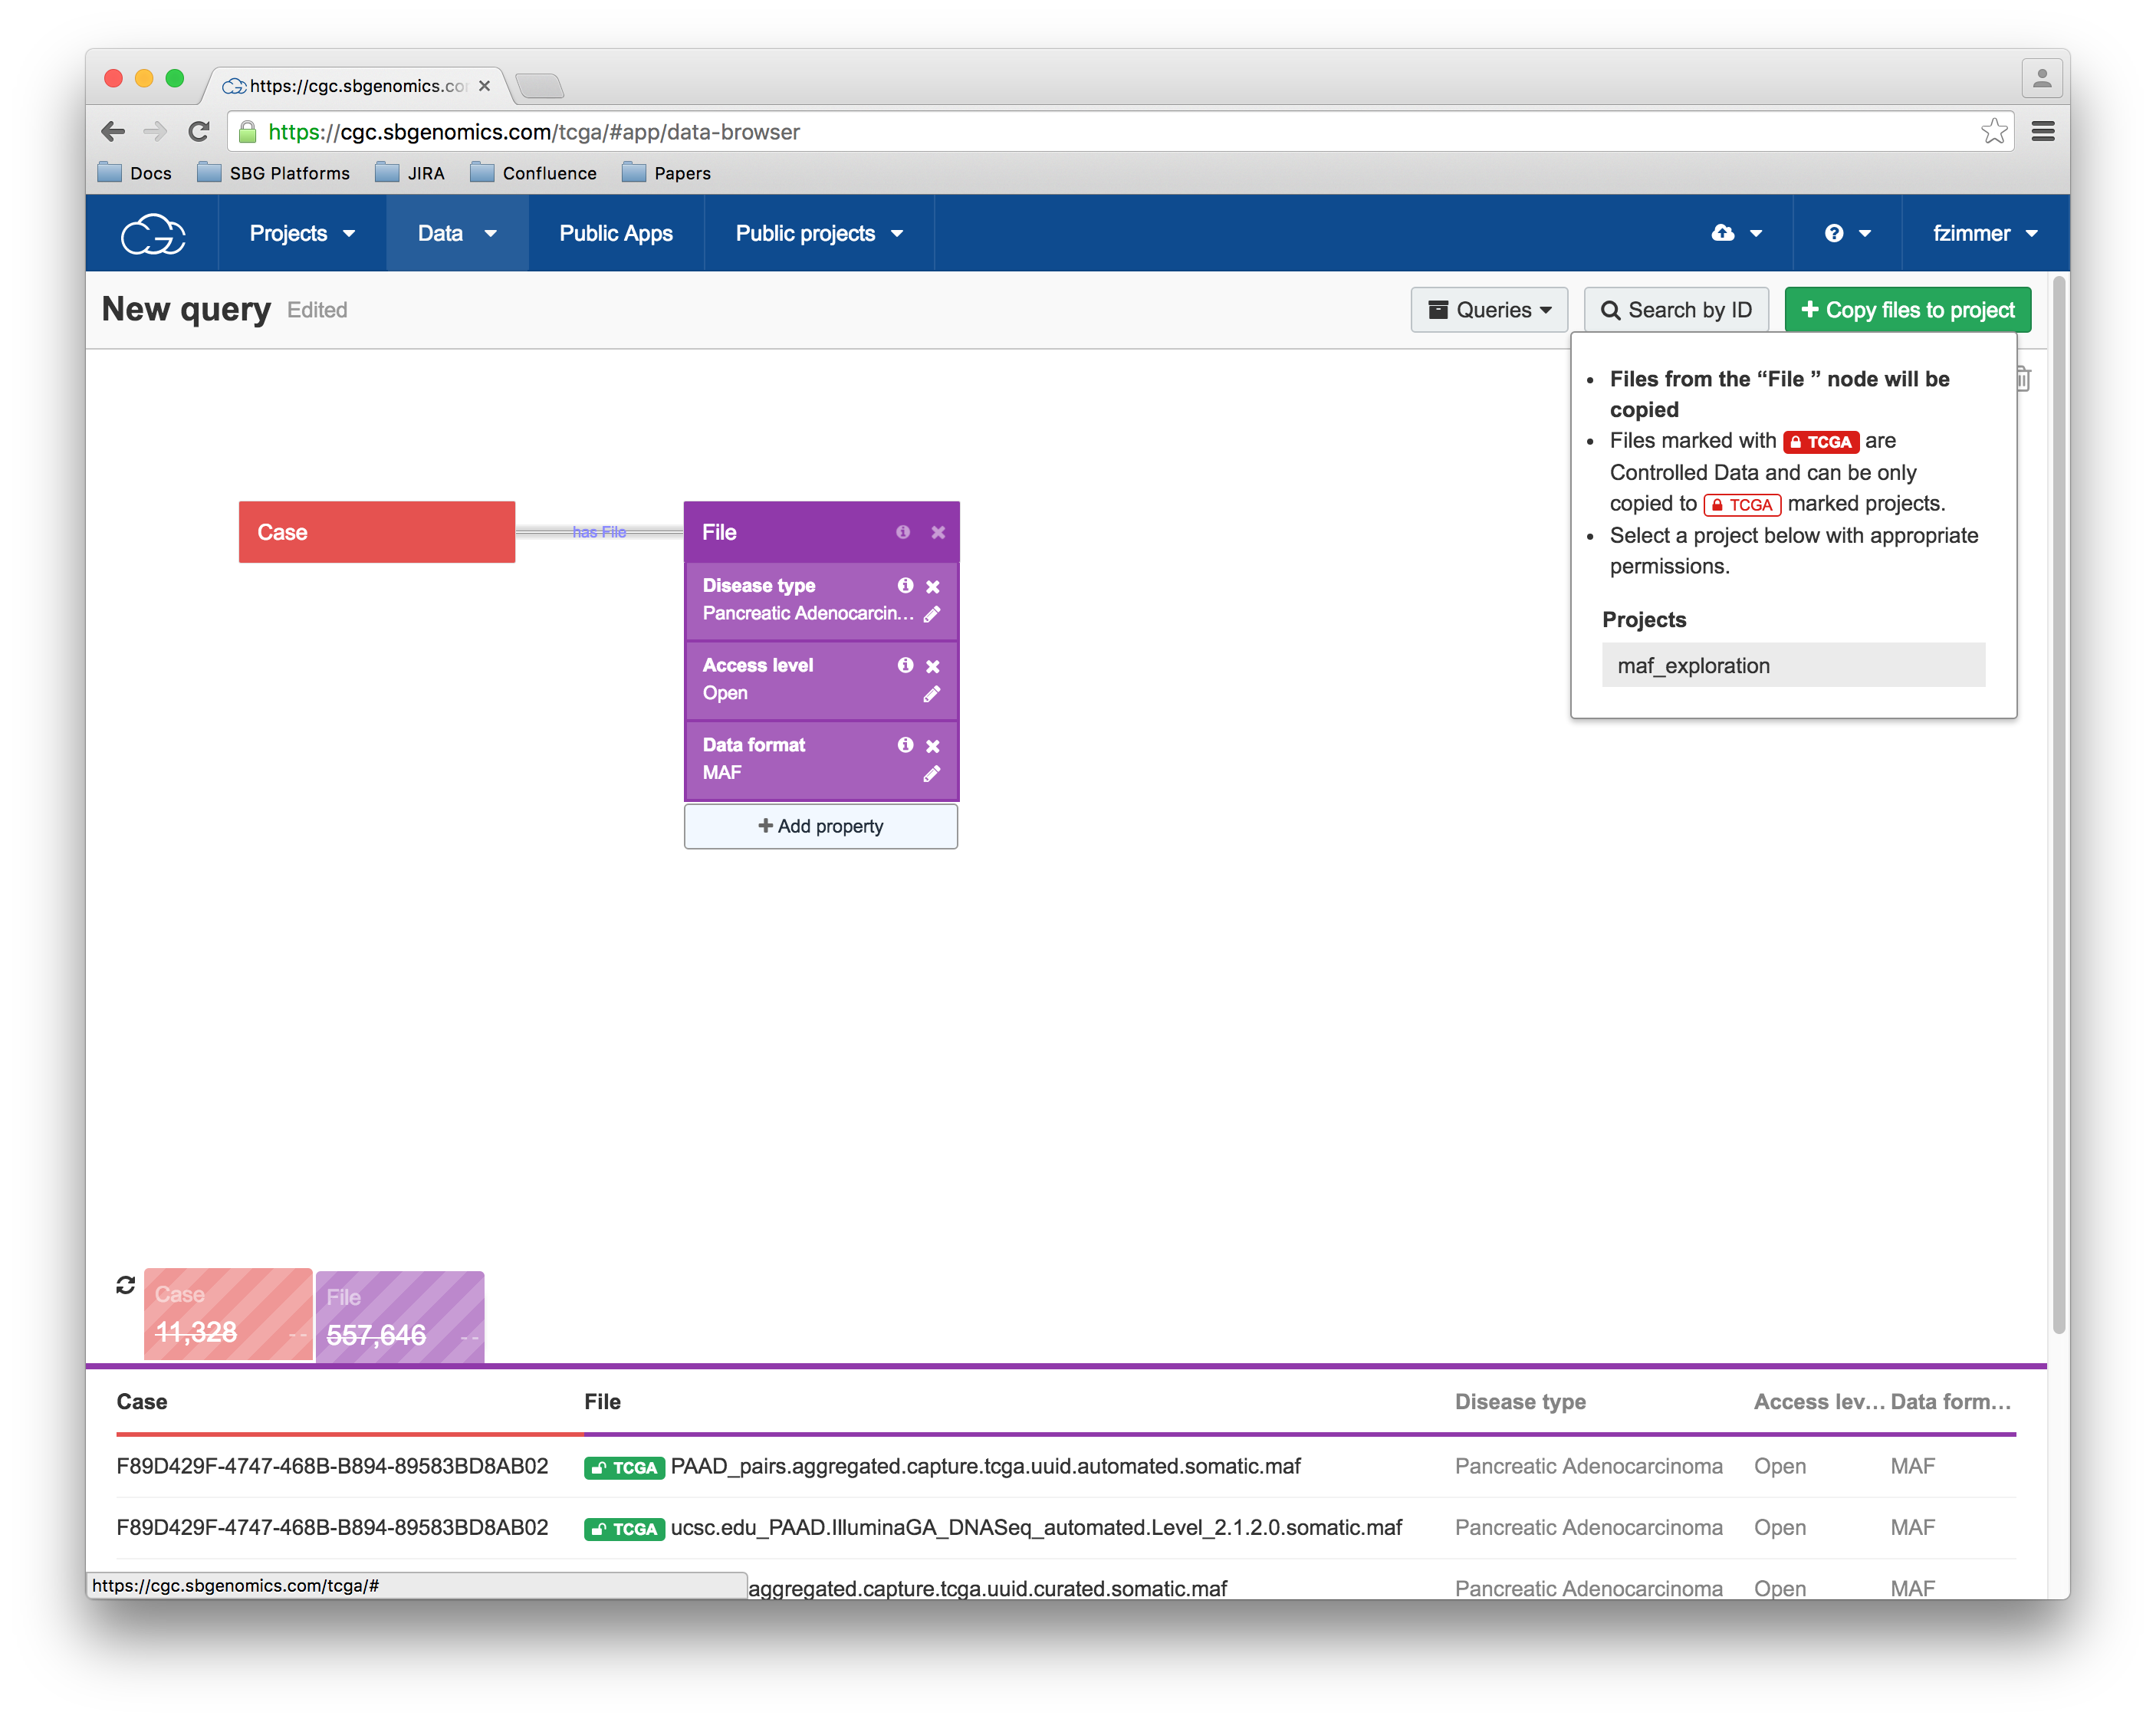 https://cgc.sbgenomics.co
https://cgc.sbgenomics.com/tcga/#app/data-browser
Docs SBG Platforms JIRA Confluence Papers
Projects Data Public Apps Public projects fzimmer
New query Edited Queries Search by ID + Copy files to project
• Files from the “File ” node will be
copied
• Files marked with TCGA are
Controlled Data and can be only
copied to TCGA marked projects.
• Select a project below with appropriate
permissions.
Projects
maf_exploration
Case has File File
Disease type
Pancreatic Adenocarcin...
Access level
Open
Data format
MAF
+ Add property
Case
11,328 --
File
557,646 --
Case File Disease type Access lev... Data form...
F89D429F-4747-468B-B894-89583BD8AB02 TCGA PAAD_pairs.aggregated.capture.tcga.uuid.automated.somatic.maf Pancreatic Adenocarcinoma Open MAF
F89D429F-4747-468B-B894-89583BD8AB02 TCGA ucsc.edu_PAAD.IlluminaGA_DNASeq_automated.Level_2.1.2.0.somatic.maf Pancreatic Adenocarcinoma Open MAF
https://cgc.sbgenomics.com/tcga/# aggregated.capture.tcga.uuid.curated.somatic.maf Pancreatic Adenocarcinoma Open MAF